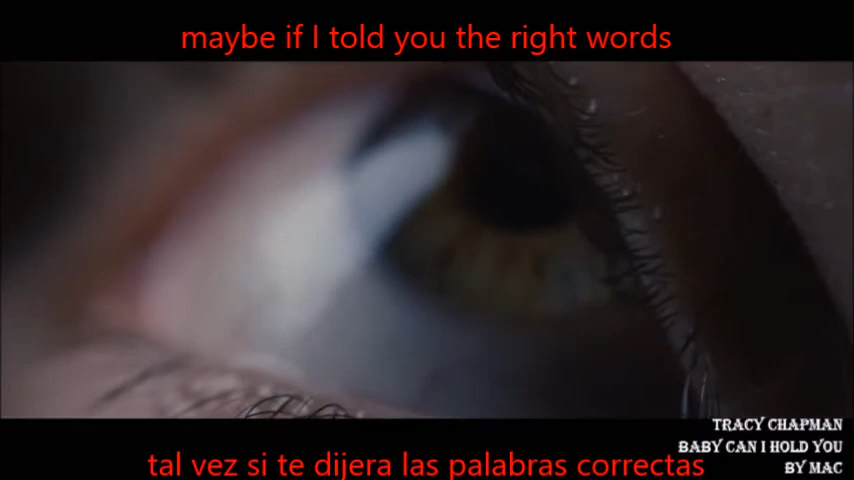 maybe if I told you the right words
TRACY CHAPMAN
BABY CAN I HOLD YOU
BY MAC
tal vez si te dijera las palabras correctas